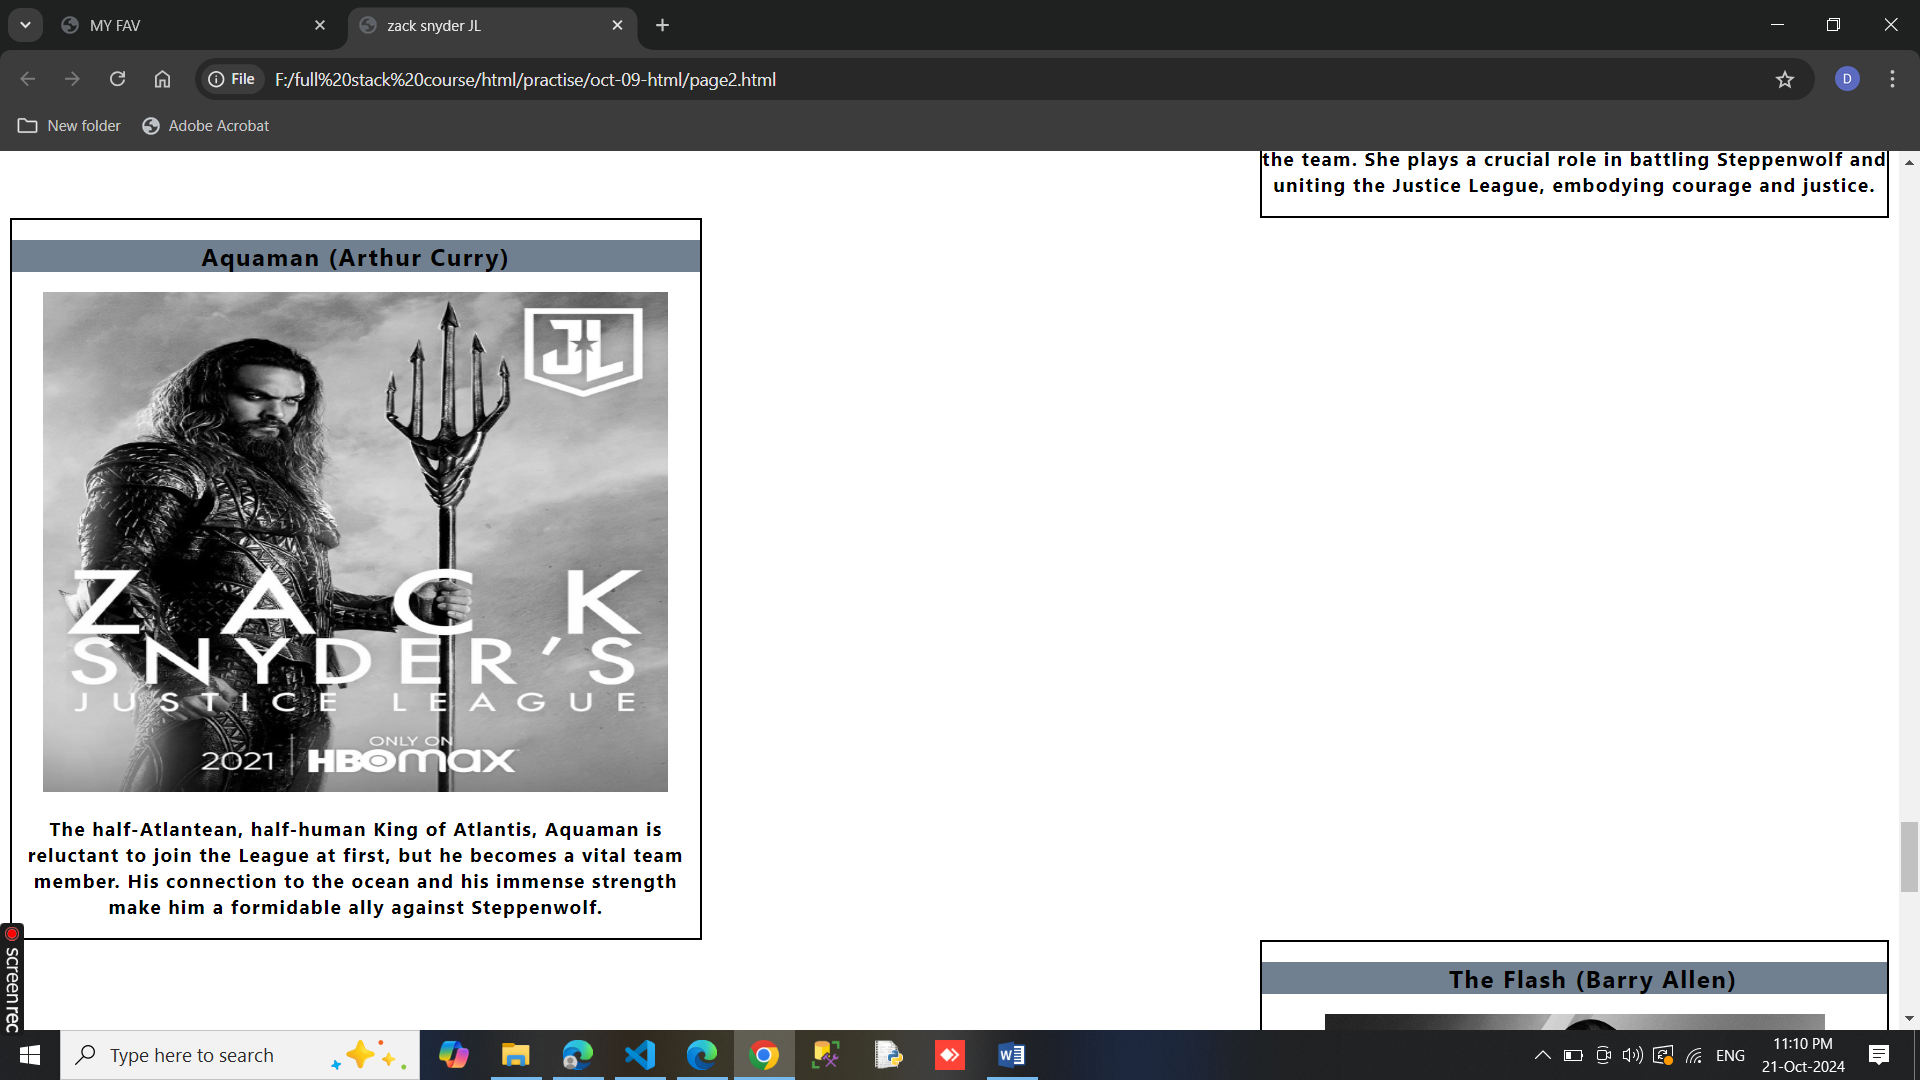 MY FAV
zack snyder JL
File
F:/full%20stack%20course/html/practise/oct-09-html/page2.html
D
New folder
Adobe Acrobat
the team. She plays a crucial role in battling Steppenwolf and
uniting the Justice League, embodying courage and justice.
Aquaman (Arthur Curry)
JL
ZACK
SNYDER'S
JUSTICE LEAGUE
2021
ONLY ON
HBOmax
The half-Atlantean, half-human King of Atlantis, Aquaman is
reluctant to join the League at first, but he becomes a vital team
member. His connection to the ocean and his immense strength
make him a formidable ally against Steppenwolf.
The Flash (Barry Allen)
screenrec
Type here to search
ENG
11:10 PM
21-Oct-2024